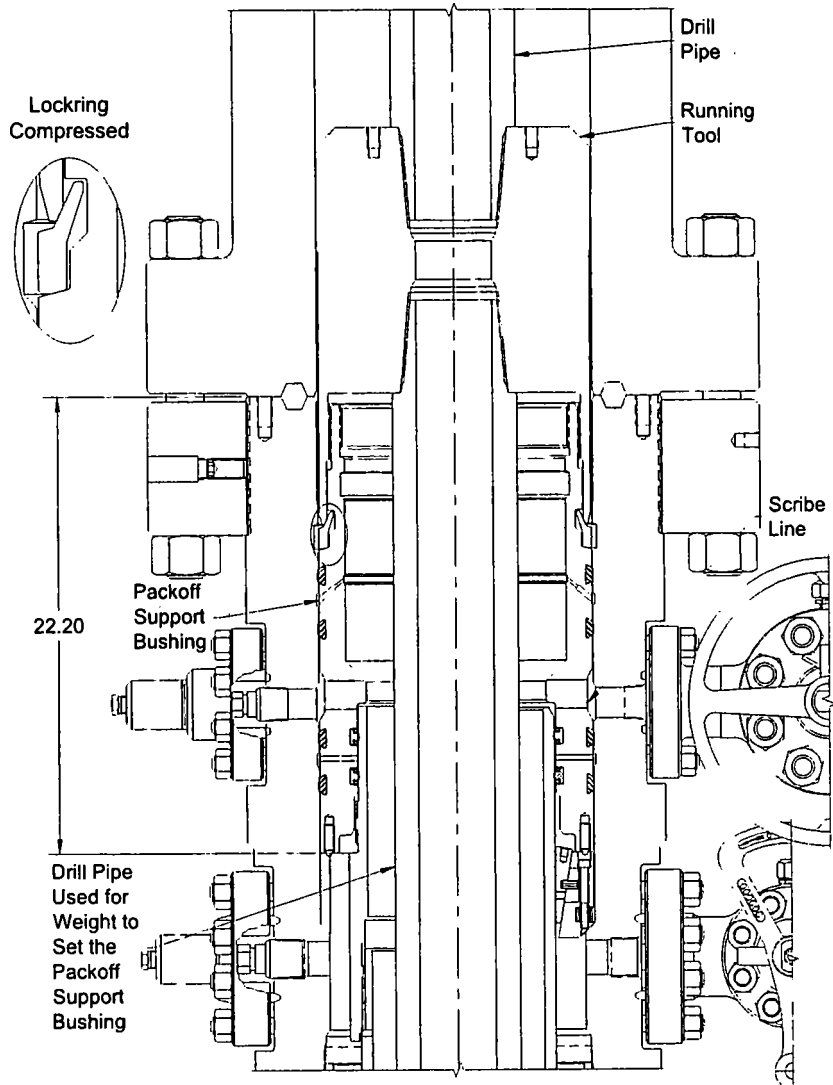 Drill
Pipe
Lockring
Compressed
Running
Tool
Scribe
Line
Packoff
Support
Bushing
22.20
Drill Pipe
Used for
Weight to
Set the
Packoff
Support
Bushing